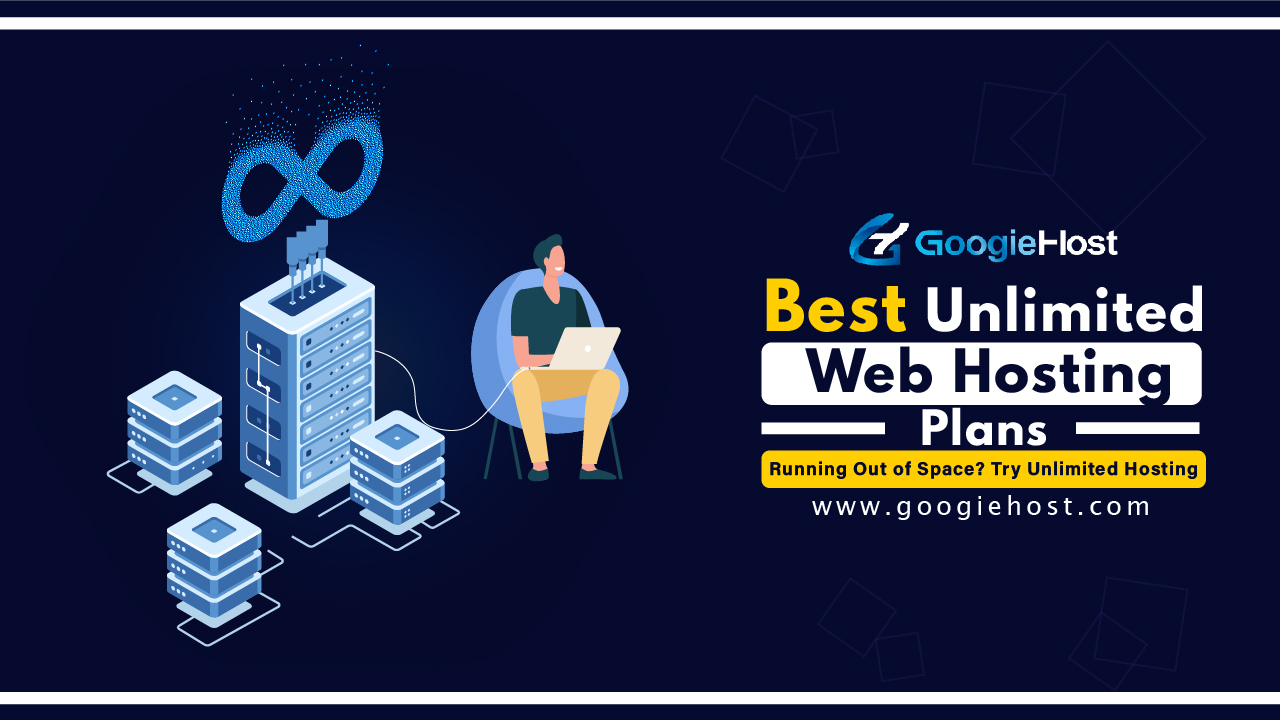 GoogieHost
Best Unlimited
Web Hosting
Plans
Running Out of Space? Try Unlimited Hosting
www.googiehost.com